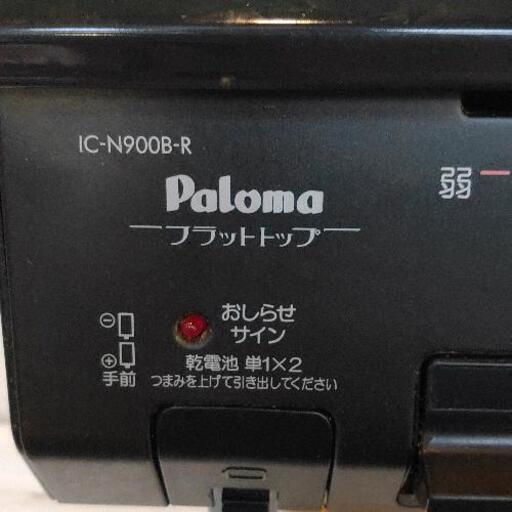 IC-N900B-R
Paloma
フラットトップ
弱
おしらせ
サイン
⊖
⊕
手前
乾電池 単1×2
つまみを上げて引き出してください